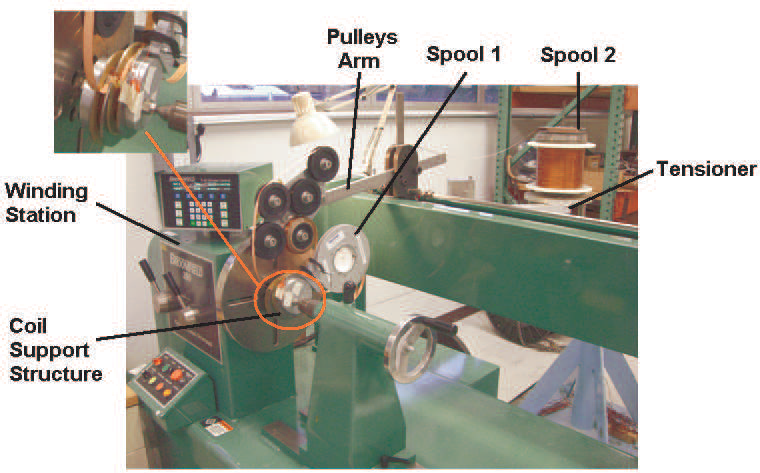 Pulleys
Arm
Spool 1
Spool 2
Tensioner
Winding
Station
Coil
Support
Structure